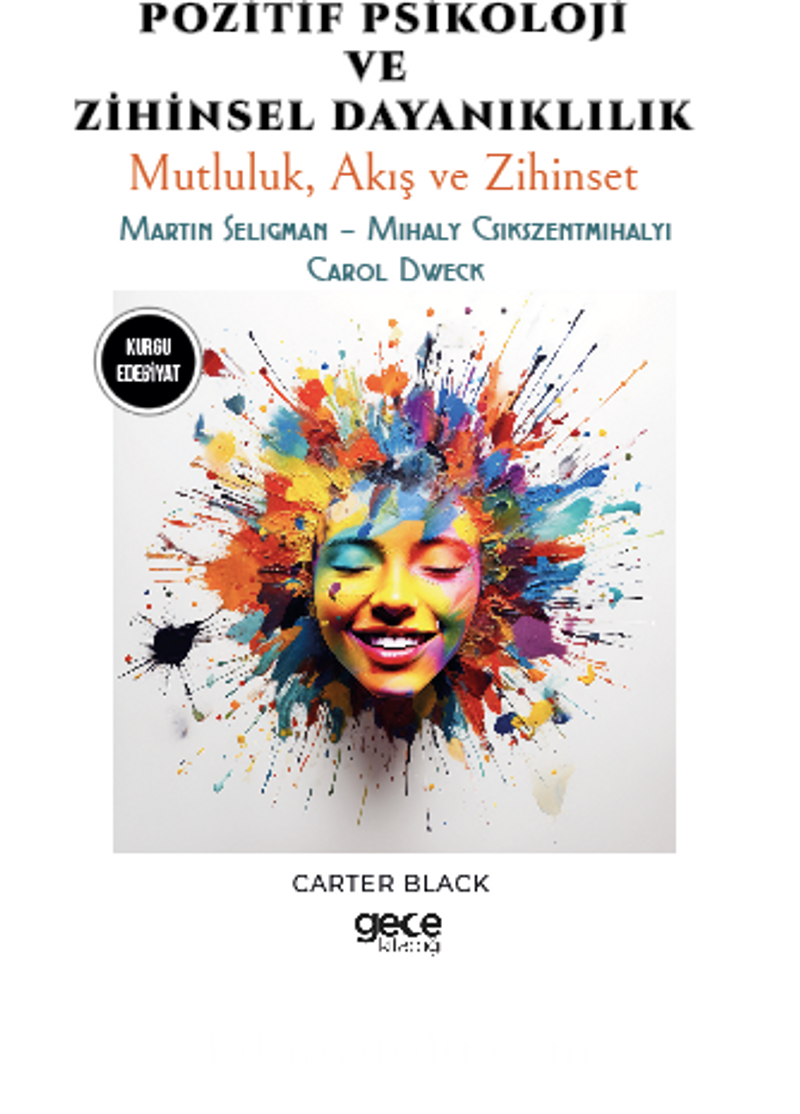 POZİTİF PSİKOLOJİ
VE
ZİHİNSEL DAYANIKLILIK
Mutluluk, Akış ve Zihinset
MARTIN SELIGMAN – MIHALY CSIKSZENTMIHALYI
CAROL DWECK
KURGU
EDEBİYAT
CARTER BLACK
gece
kitaplığı